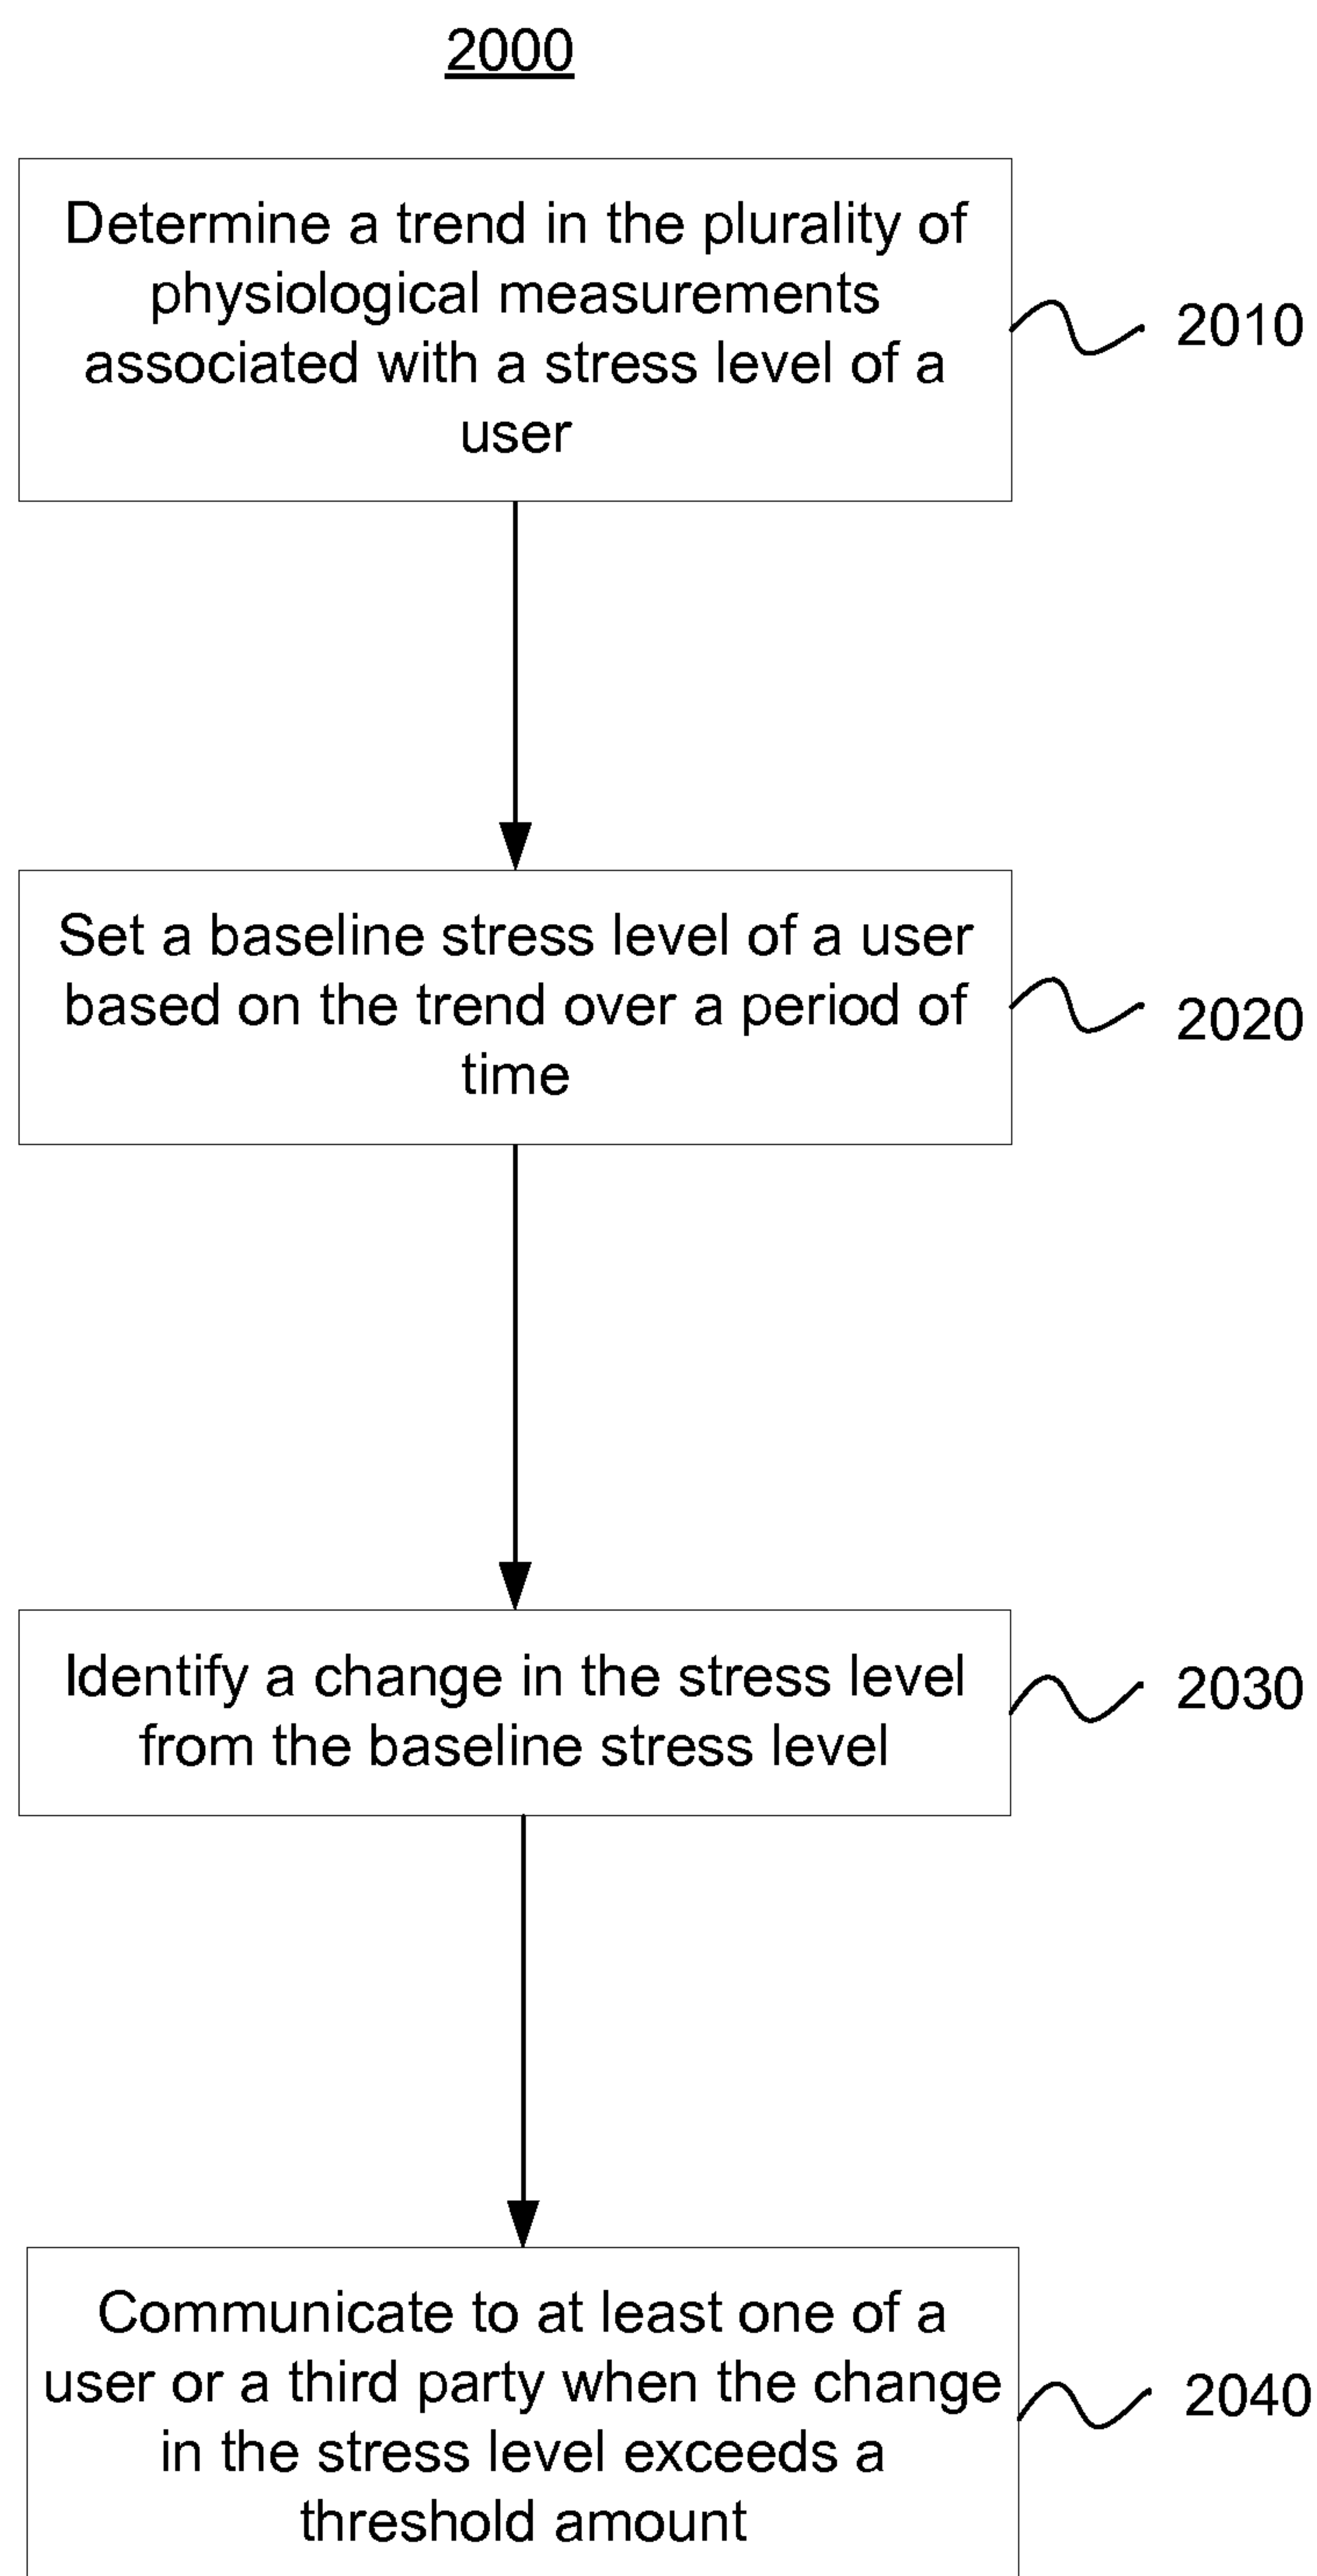 2000
Determine a trend in the plurality of
physiological measurements
associated with a stress level of a
user
2010
Set a baseline stress level of a user
based on the trend over a period of
time
2020
Identify a change in the stress level
from the baseline stress level
2030
Communicate to at least one of a
user or a third party when the change
in the stress level exceeds a
threshold amount
2040